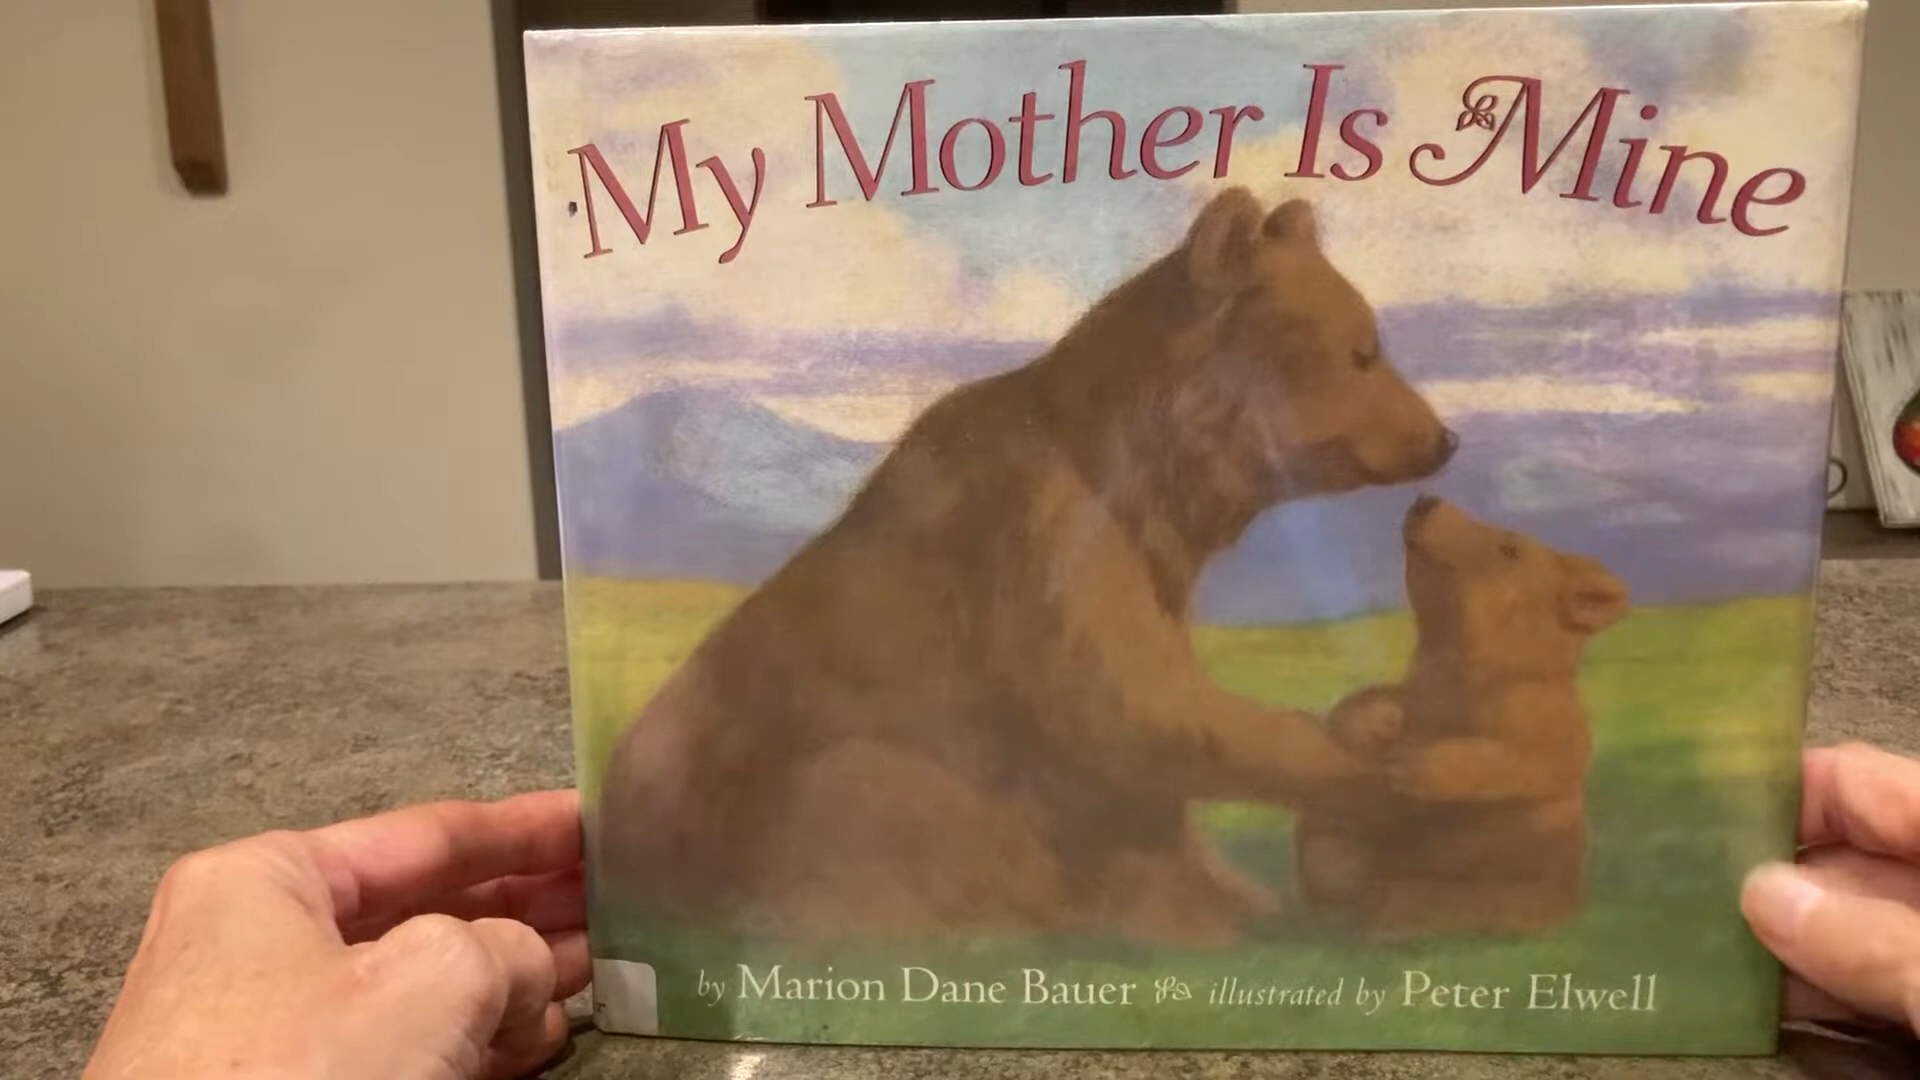 My Mother Is Mine
by Marion Dane Bauer illustrated by Peter Elwell